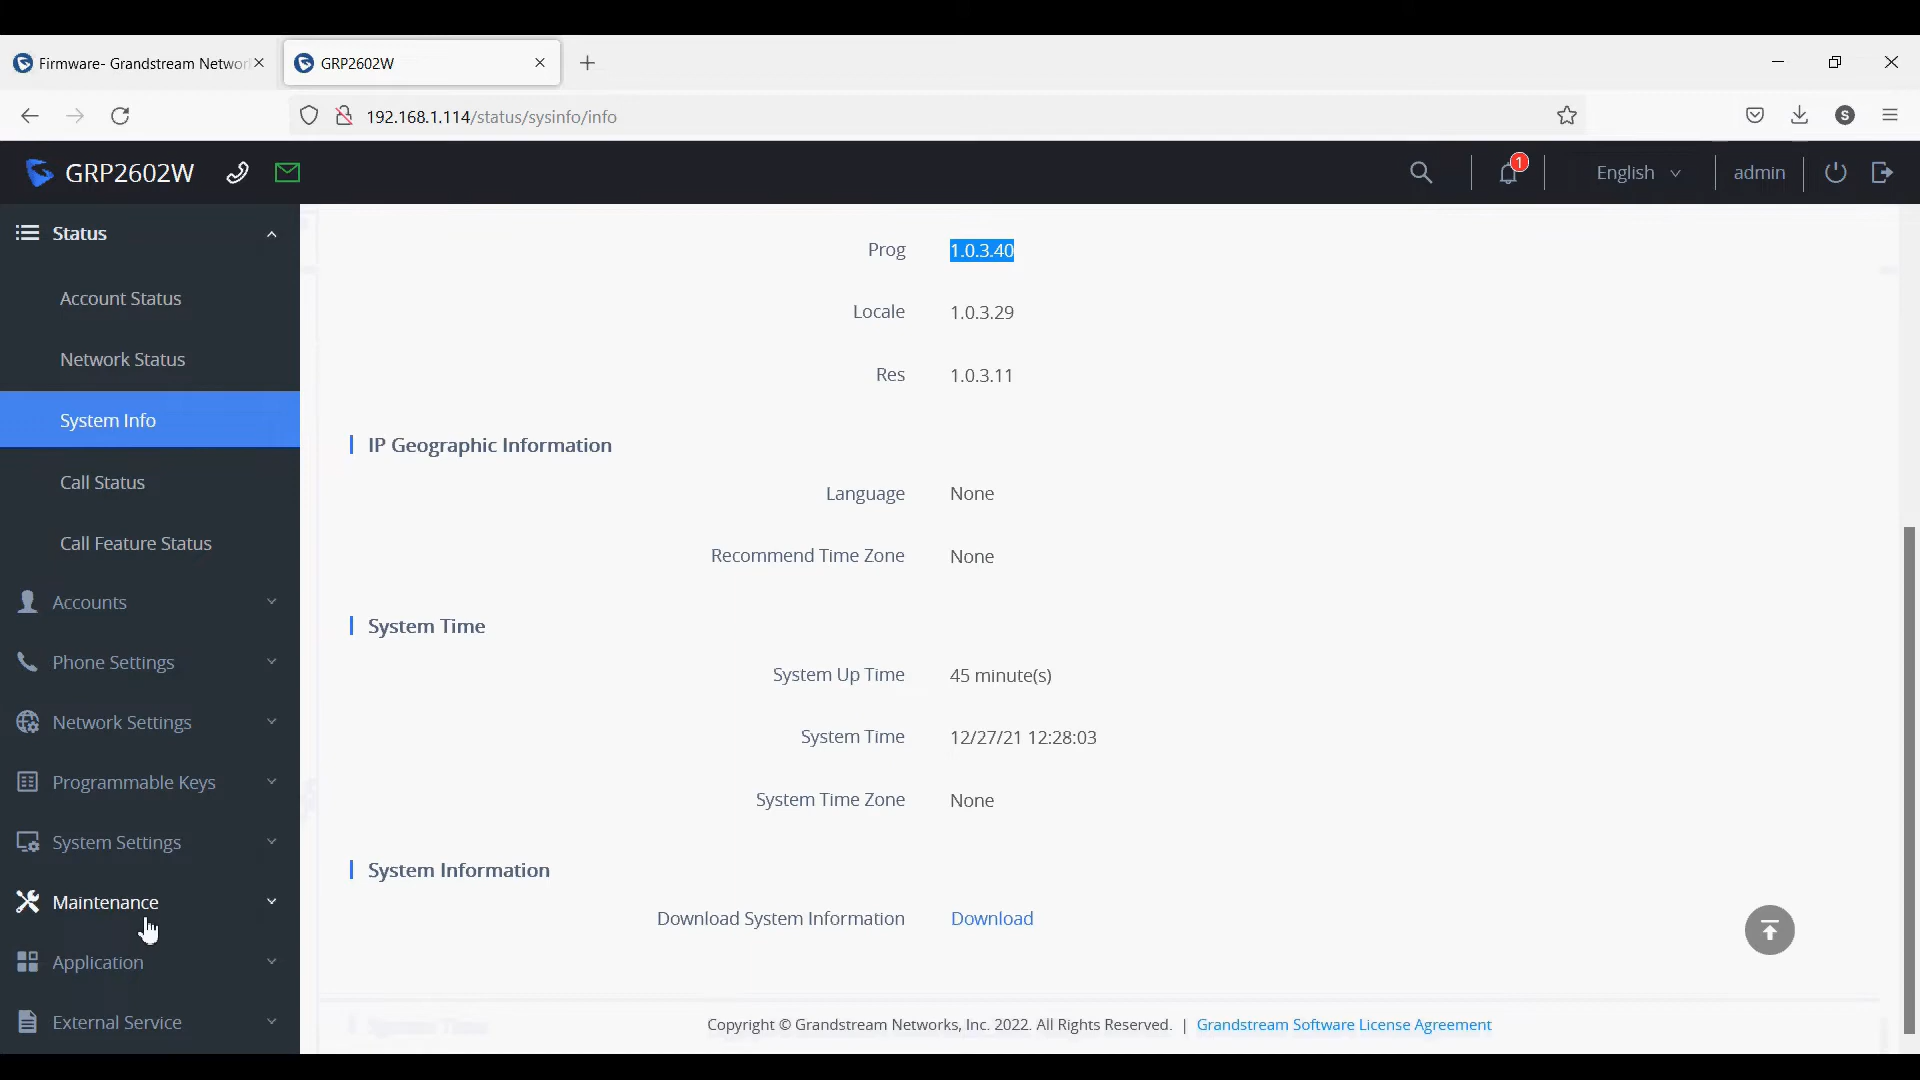 Firmware- Grandstream Networ
GRP2602W
192.168.1.114/status/sysinfo/info
S
GRP2602W
1
English
admin
Status
Account Status
Network Status
System Info
Call Status
Call Feature Status
Accounts
Phone Settings
Network Settings
Programmable Keys
System Settings
Maintenance
Application
External Service
Prog 1.0.3.40
Locale 1.0.3.29
Res 1.0.3.11
IP Geographic Information
Language None
Recommend Time Zone None
System Time
System Up Time 45 minute(s)
System Time 12/27/21 12:28:03
System Time Zone None
System Information
Download System Information Download
System Time
Copyright © Grandstream Networks, Inc. 2022. All Rights Reserved. | Grandstream Software License Agreement